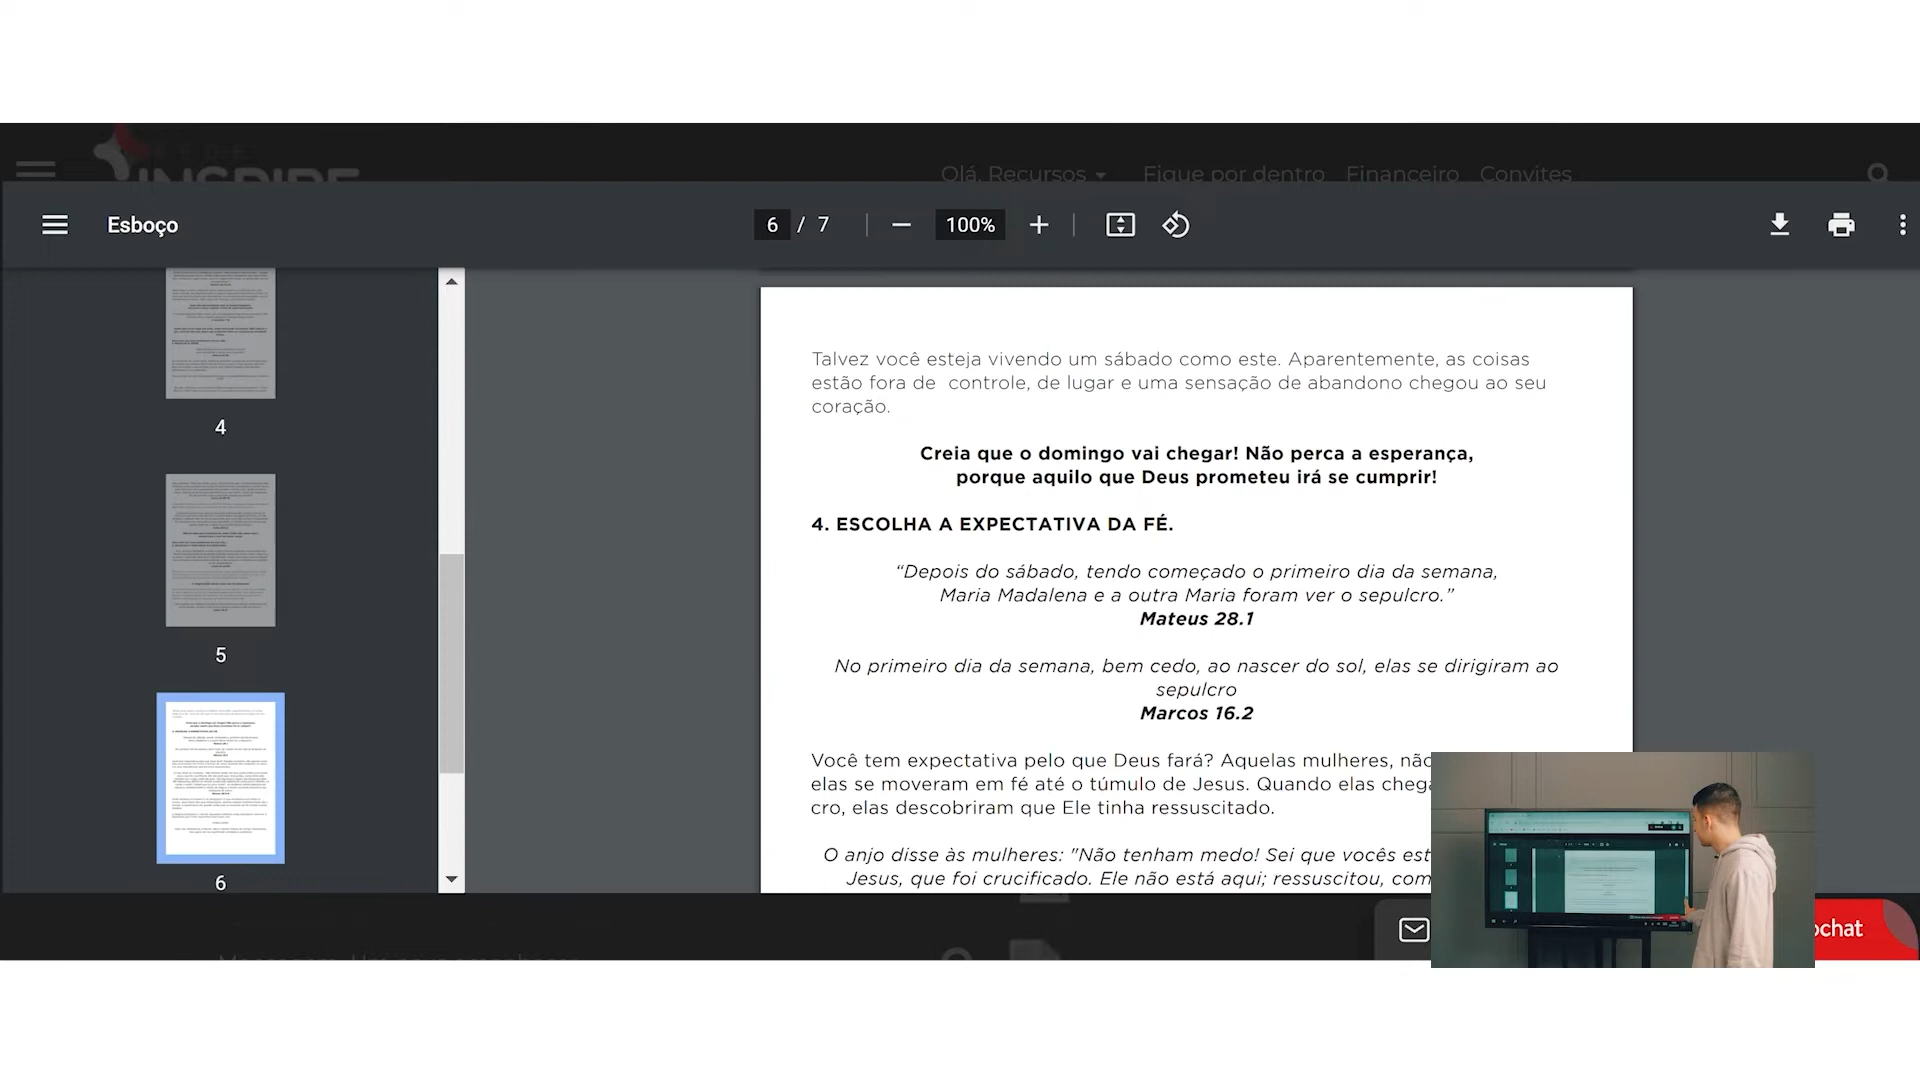 INSPIRE
Olá, Recursos
Fique por dentro
Financeiro
Convites
Esboço
6 / 7
100%
4
5
6
Talvez você esteja vivendo um sábado como este. Aparentemente, as coisas
estão fora de controle, de lugar e uma sensação de abandono chegou ao seu
coração.
Creia que o domingo vai chegar! Não perca a esperança,
porque aquilo que Deus prometeu irá se cumprir!
4. ESCOLHA A EXPECTATIVA DA FÉ.
“Depois do sábado, tendo começado o primeiro dia da semana,
Maria Madalena e a outra Maria foram ver o sepulcro.”
Mateus 28.1
No primeiro dia da semana, bem cedo, ao nascer do sol, elas se dirigiram ao
sepulcro
Marcos 16.2
Você tem expectativa pelo que Deus fará? Aquelas mulheres,
elas se moveram em fé até o túmulo de Jesus. Quando elas
cro, elas descobriram que Ele tinha ressuscitado.
O anjo disse às mulheres: "Não tenham medo! Sei que vocês
Jesus, que foi crucificado. Ele não está aqui; ressuscitou,
chat